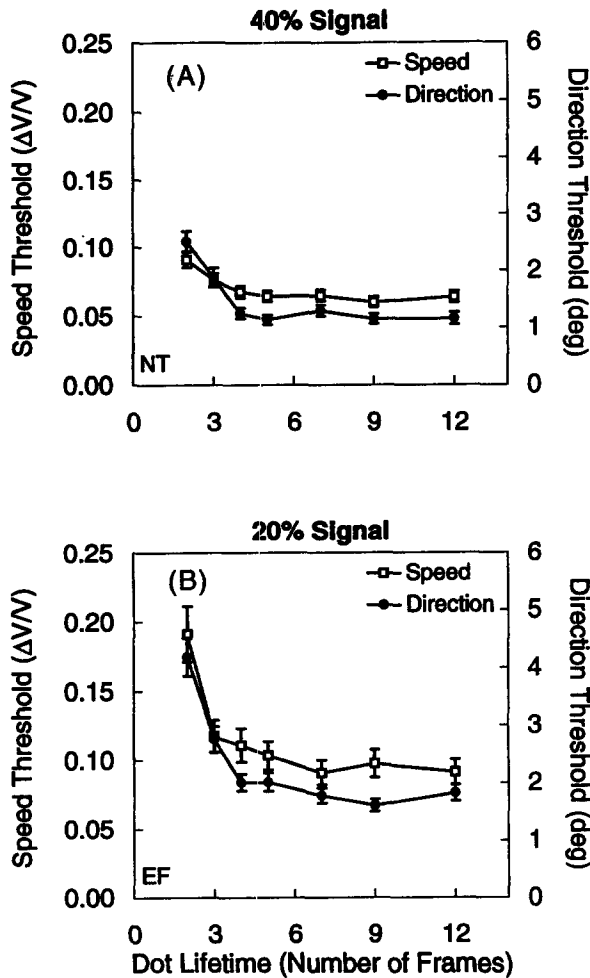 40% Signal
(A)
Speed
Direction
Speed Threshold (ΔV/V)
0.25
0.20
0.15
0.10
0.05
0.00
Direction Threshold (deg)
6
5
4
3
2
1
0
NT
0 3 6 9 12
20% Signal
(B)
Speed
Direction
Speed Threshold (ΔV/V)
0.25
0.20
0.15
0.10
0.05
0.00
Direction Threshold (deg)
6
5
4
3
2
1
0
EF
0 3 6 9 12
Dot Lifetime (Number of Frames)